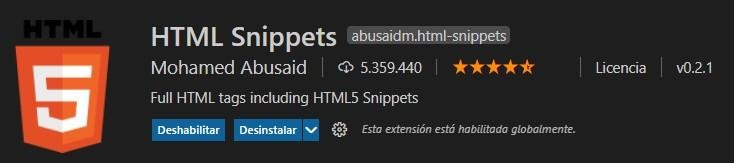 HTML
5
HTML Snippets abusaidm.html-snippets
Mohamed Abusaid 5.359.440 Licencia v0.2.1
Full HTML tags including HTML5 Snippets
Deshabilitar Desinstalar Esta extensión está habilitada globalmente.